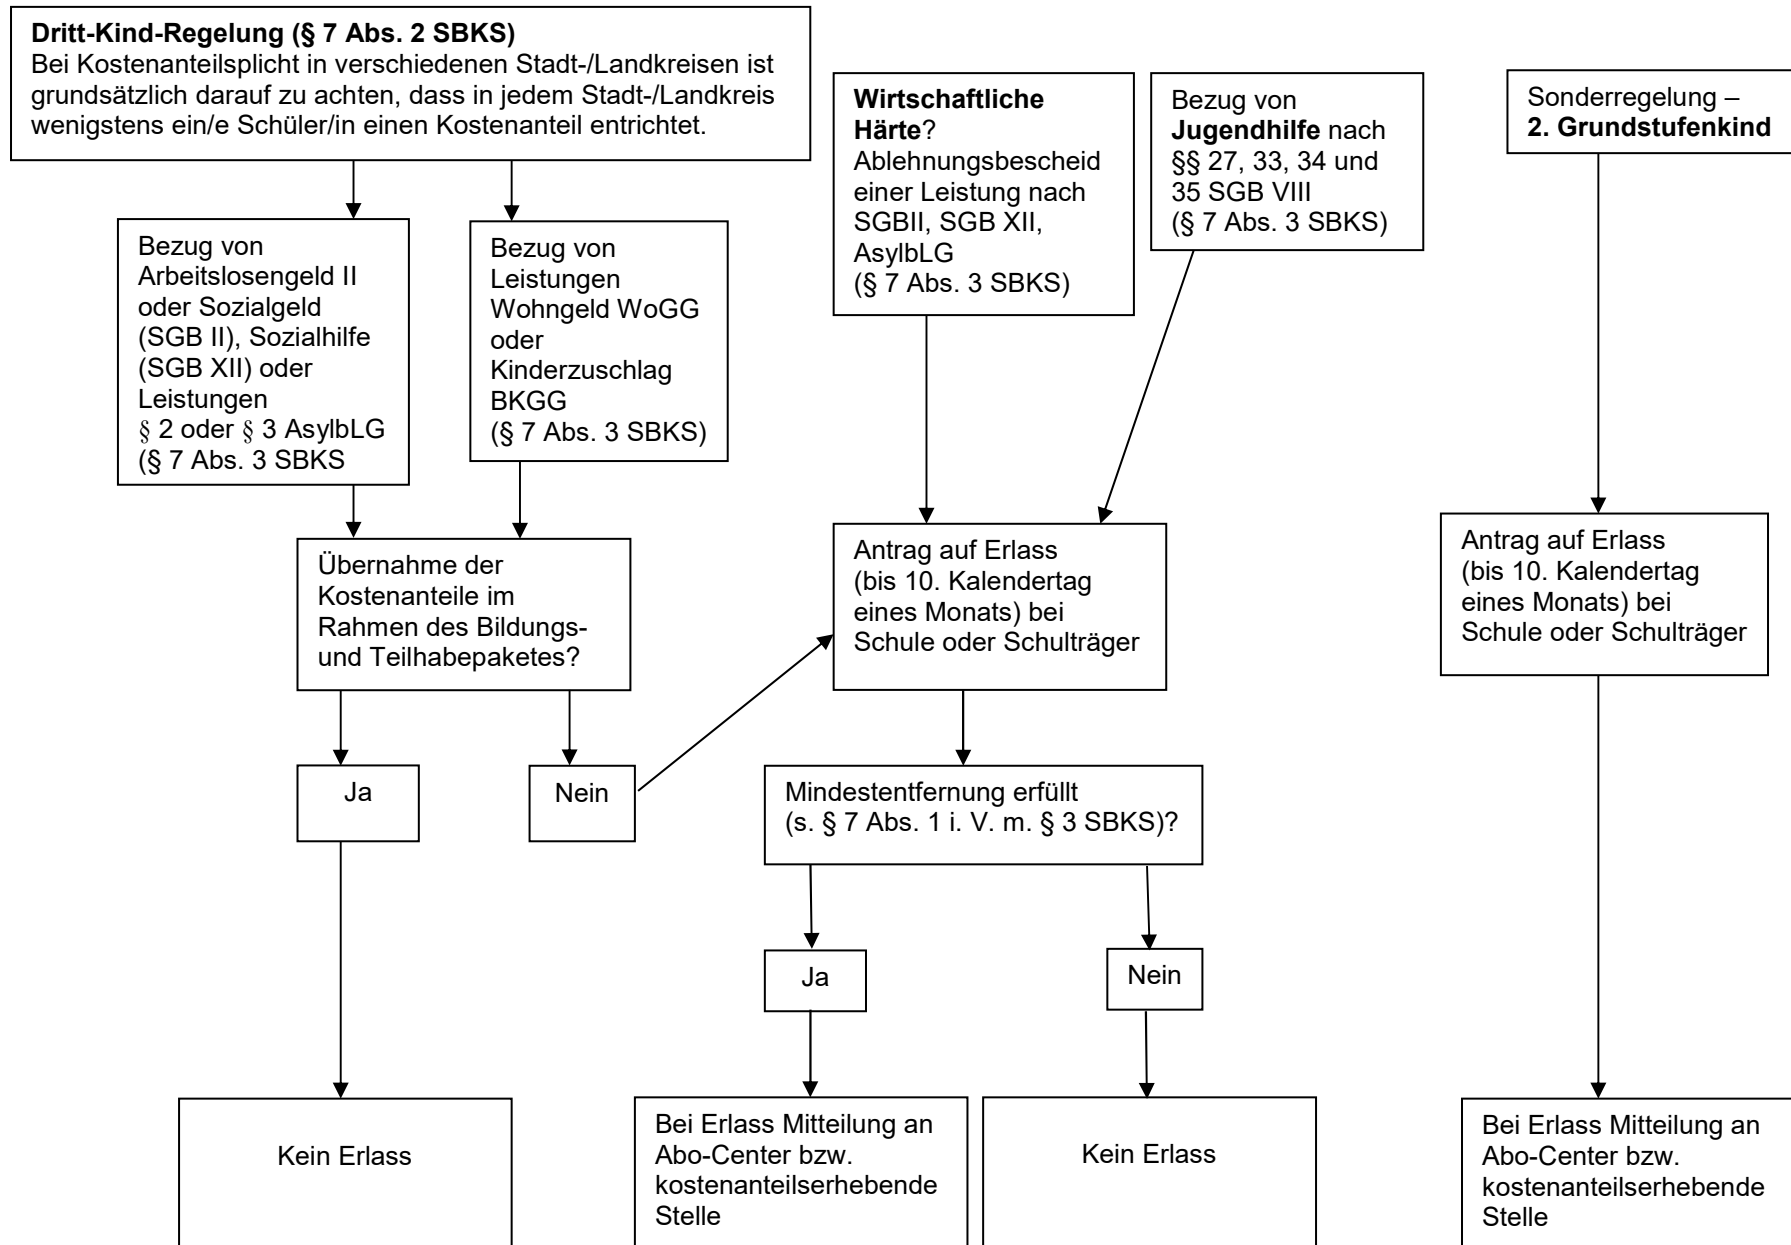 Dritt-Kind-Regelung (§ 7 Abs. 2 SBKS)
Bei Kostenanteilsplicht in verschiedenen Stadt-/Landkreisen ist
grundsätzlich darauf zu achten, dass in jedem Stadt-/Landkreis
wenigstens ein/e Schüler/in einen Kostenanteil entrichtet.
Wirtschaftliche
Härte?
Ablehnungsbescheid
einer Leistung nach
SGBII, SGB XII,
AsylbLG
(§ 7 Abs. 3 SBKS)
Bezug von
Jugendhilfe nach
§§ 27, 33, 34 und
35 SGB VIII
(§ 7 Abs. 3 SBKS)
Sonderregelung –
2. Grundstufenkind
Bezug von
Arbeitslosengeld II
oder Sozialgeld
(SGB II), Sozialhilfe
(SGB XII) oder
Leistungen
§ 2 oder § 3 AsylbLG
(§ 7 Abs. 3 SBKS
Bezug von
Leistungen
Wohngeld WoGG
oder
Kinderzuschlag
BKGG
(§ 7 Abs. 3 SBKS)
Übernahme der
Kostenanteile im
Rahmen des Bildungs-
und Teilhabepaketes?
Antrag auf Erlass
(bis 10. Kalendertag
eines Monats) bei
Schule oder Schulträger
Antrag auf Erlass
(bis 10. Kalendertag
eines Monats) bei
Schule oder Schulträger
Ja
Nein
Mindestentfernung erfüllt
(s. § 7 Abs. 1 i. V. m. § 3 SBKS)?
Ja
Nein
Kein Erlass
Bei Erlass Mitteilung an
Abo-Center bzw.
kostenanteilserhebende
Stelle
Kein Erlass
Bei Erlass Mitteilung an
Abo-Center bzw.
kostenanteilserhebende
Stelle